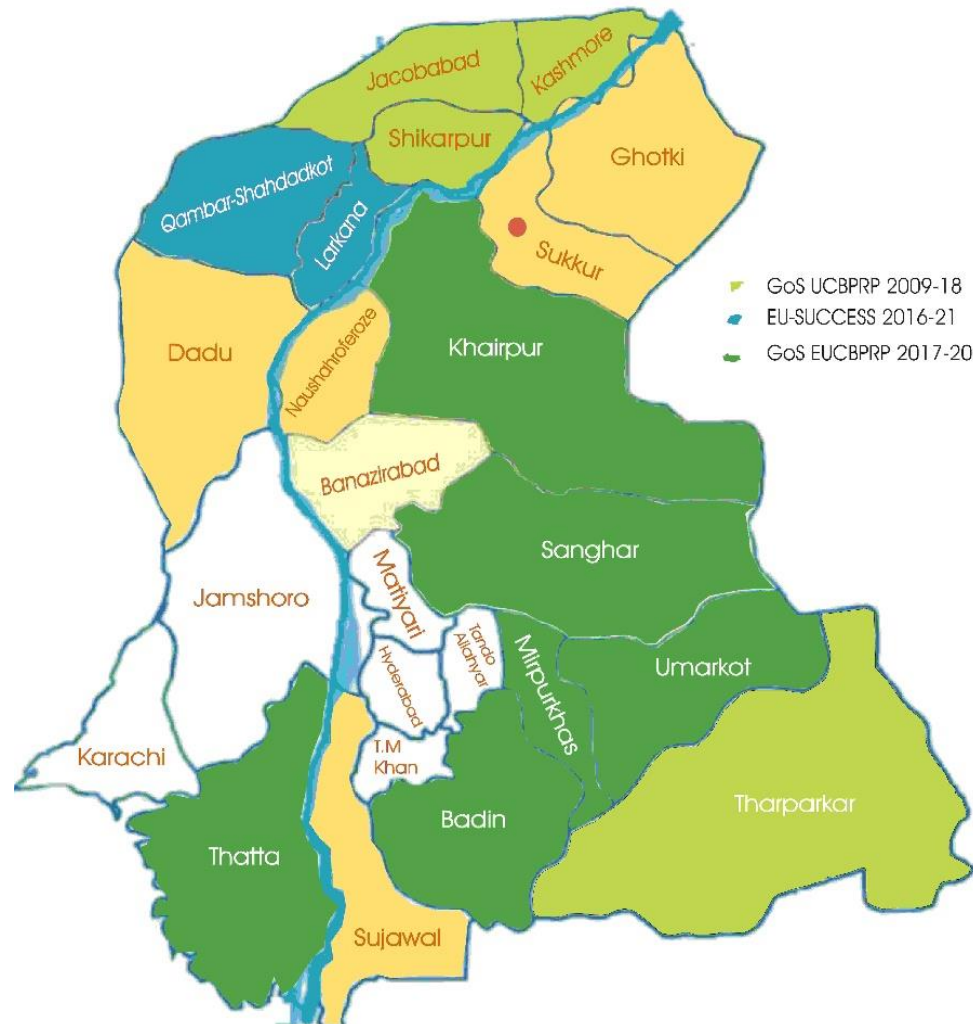 Jacobabad
Kashmore
Shikarpur
Ghotki
Qambar-Shahdadkot
Larkana
Sukkur
GoS UCBPRP 2009-18
EU-SUCCESS 2016-21
GoS EUCBPRP 2017-20
Dadu
Naushahroferoze
Khairpur
Banazirabad
Sanghar
Jamshoro
Matiyari
Hyderabad
Tando
Allahyar
Mirpurkhas
Umarkot
Karachi
T.M
Khan
Badin
Tharparkar
Thatta
Sujawal